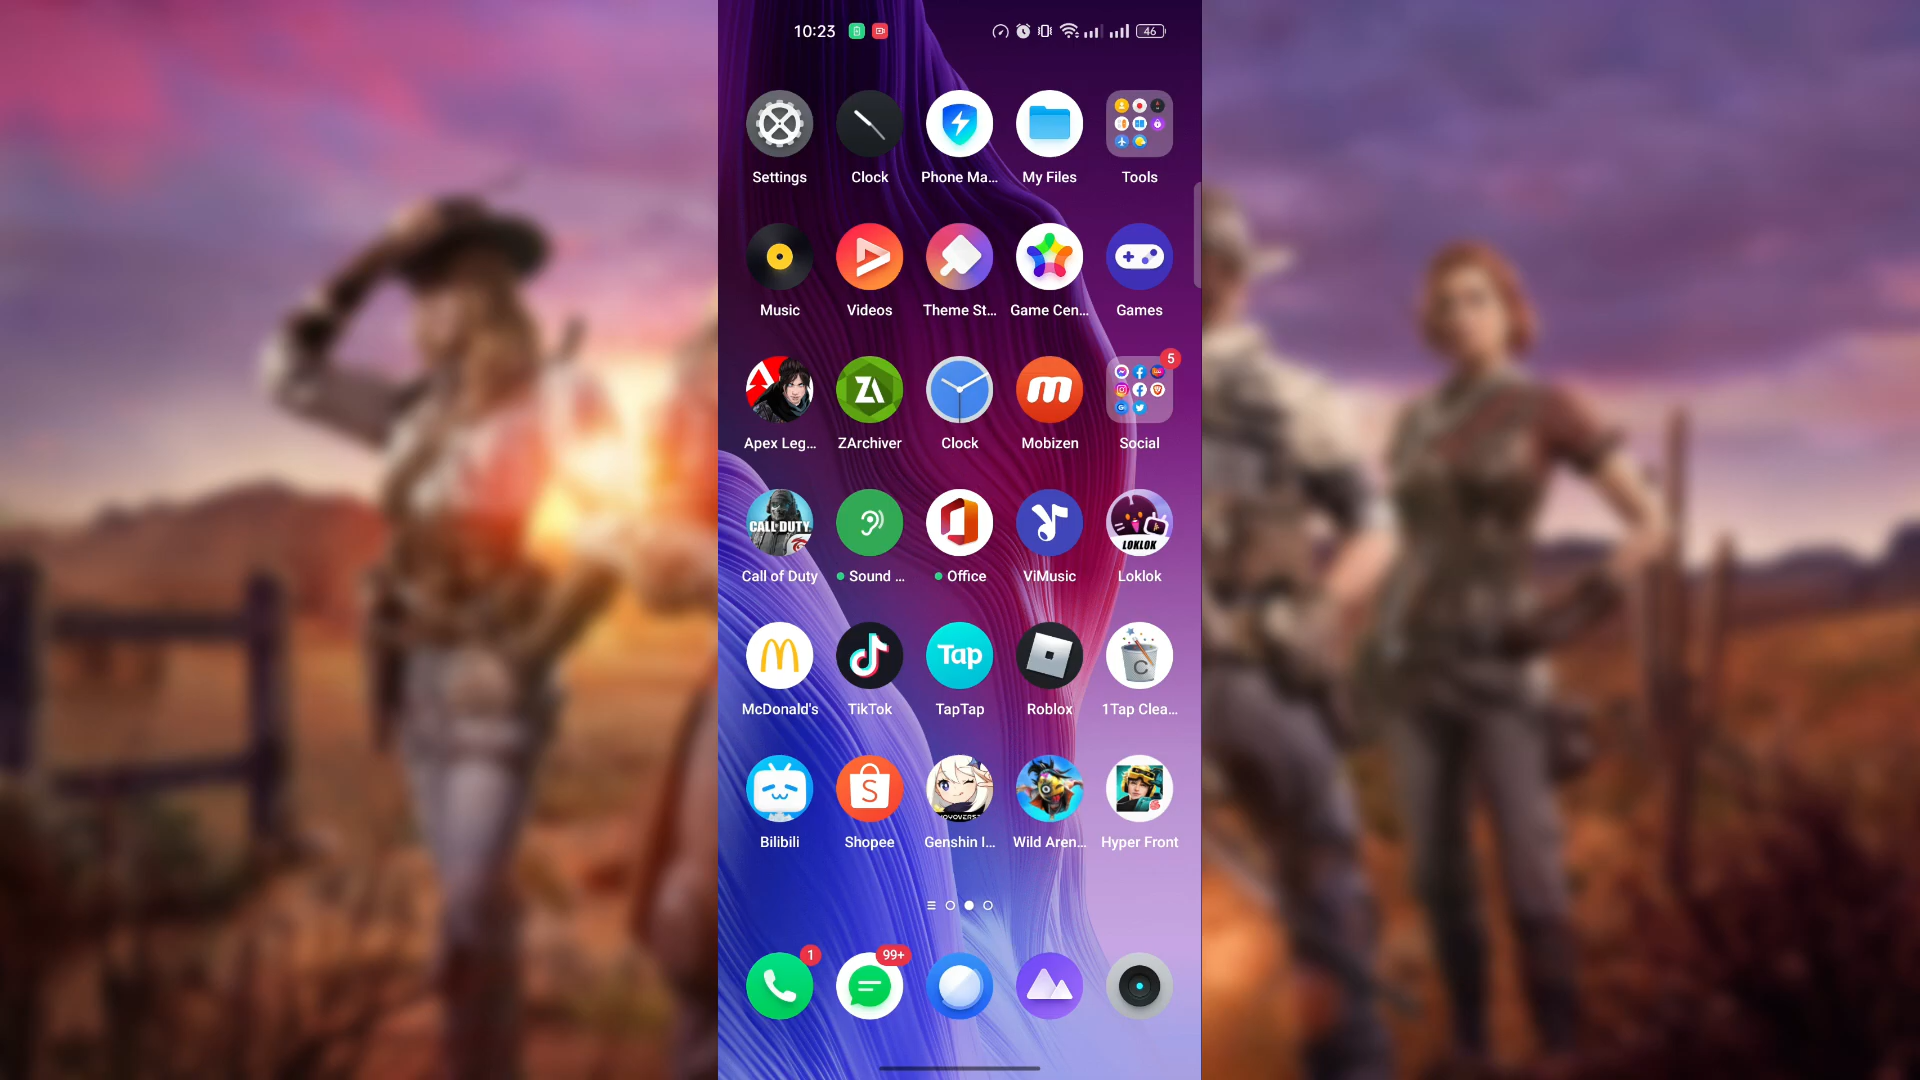 10:23
46
Settings
Clock
Phone Ma...
My Files
Tools
Music
Videos
Theme St...
Game Cen...
Games
5
ZA
m
Apex Leg...
ZArchiver
Clock
Mobizen
Social
CALL DUTY
LOKLOK
Call of Duty
Sound ...
Office
ViMusic
Loklok
Tap
McDonald's
TikTok
TapTap
Roblox
1Tap Clea...
C
S
Bilibili
Shopee
Genshin I...
Wild Aren...
Hyper Front
1
99+